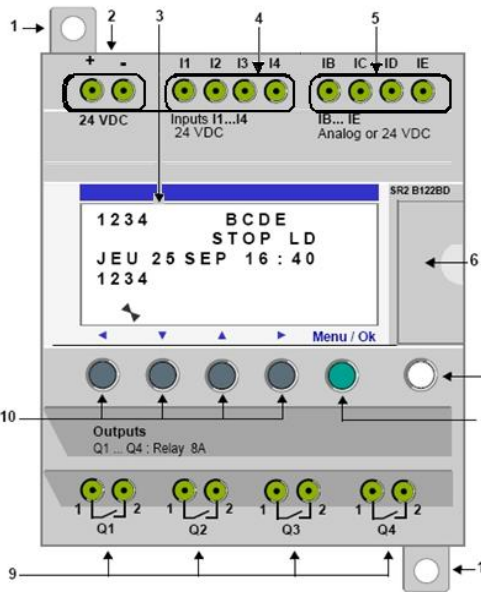 1 2 3 4 5
+ - I1 I2 I3 I4 IB IC ID IE
24 VDC Inputs I1...I4 IB... IE
24 VDC Analog or 24 VDC
SR2 B122BD
1234 BCDE
STOP LD
JEU 25 SEP 16 : 40
1234
6
Menu / Ok
10
Outputs
Q1 ... Q4 : Relay 8A
1 2 1 2 1 2 1 2
Q1 Q2 Q3 Q4
9 1